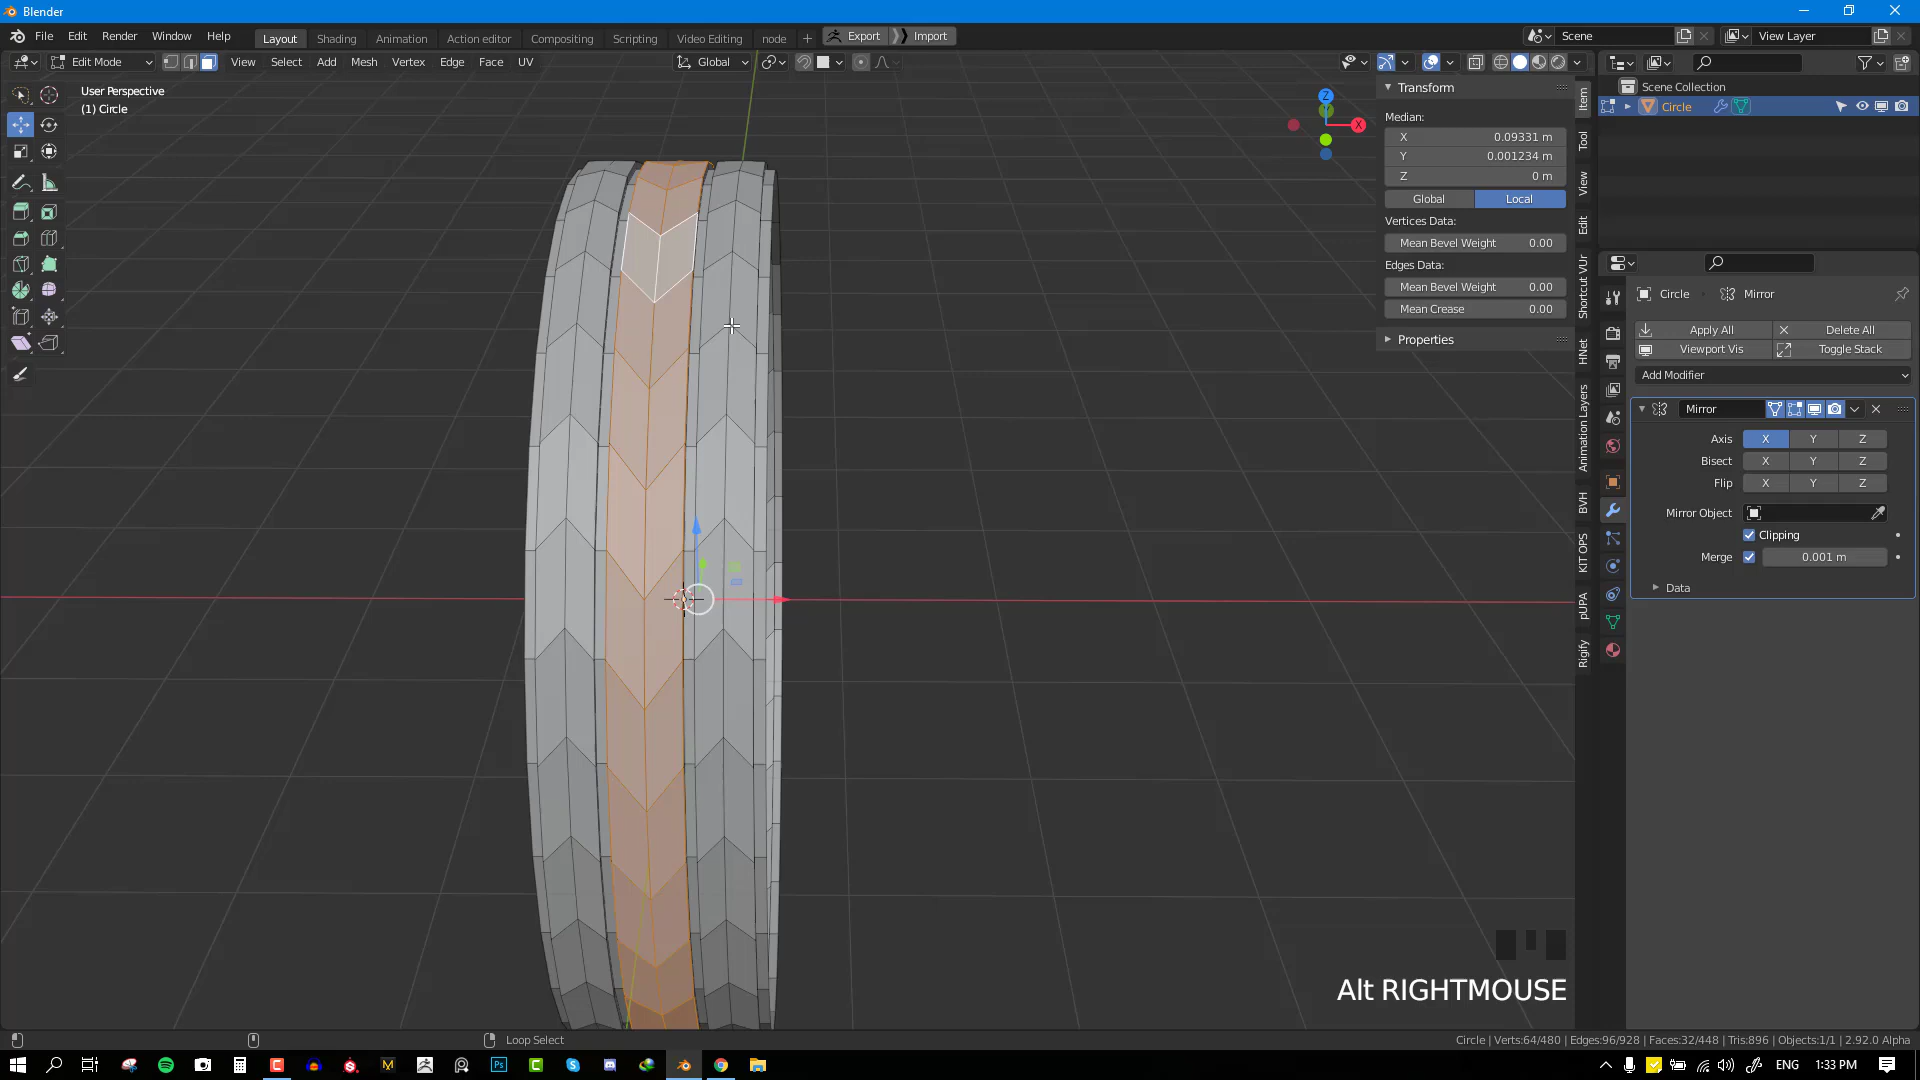 Blender
File Edit Render Window Help
Layout Shading Animation Action editor Compositing Scripting Video Editing node + Export Import
Scene
View Layer
Edit Mode View Select Add Mesh Vertex Edge Face UV
Global
User Perspective
(1) Circle
Z
X
Transform
Median:
X 0.09331 m
Y 0.001234 m
Z 0 m
Global Local
Vertices Data:
Mean Bevel Weight 0.00
Edges Data:
Mean Bevel Weight 0.00
Mean Crease 0.00
Properties
Item
Tool
View
Edit
Shortcut VUr
HNet
Animation Layers
BVH
KIT OPS
pUPA
Rigify
Scene Collection
Circle
Circle Mirror
Apply All Delete All
Viewport Vis Toggle Stack
Add Modifier
Mirror
Axis X Y Z
Bisect X Y Z
Flip X Y Z
Mirror Object
Clipping
Merge 0.001 m
Data
Alt RIGHTMOUSE
Loop Select
Circle | Verts:64/480 | Edges:96/928 | Faces:32/448 | Tris:896 | Objects:1/1 | 2.92.0 Alpha
ENG 1:33 PM